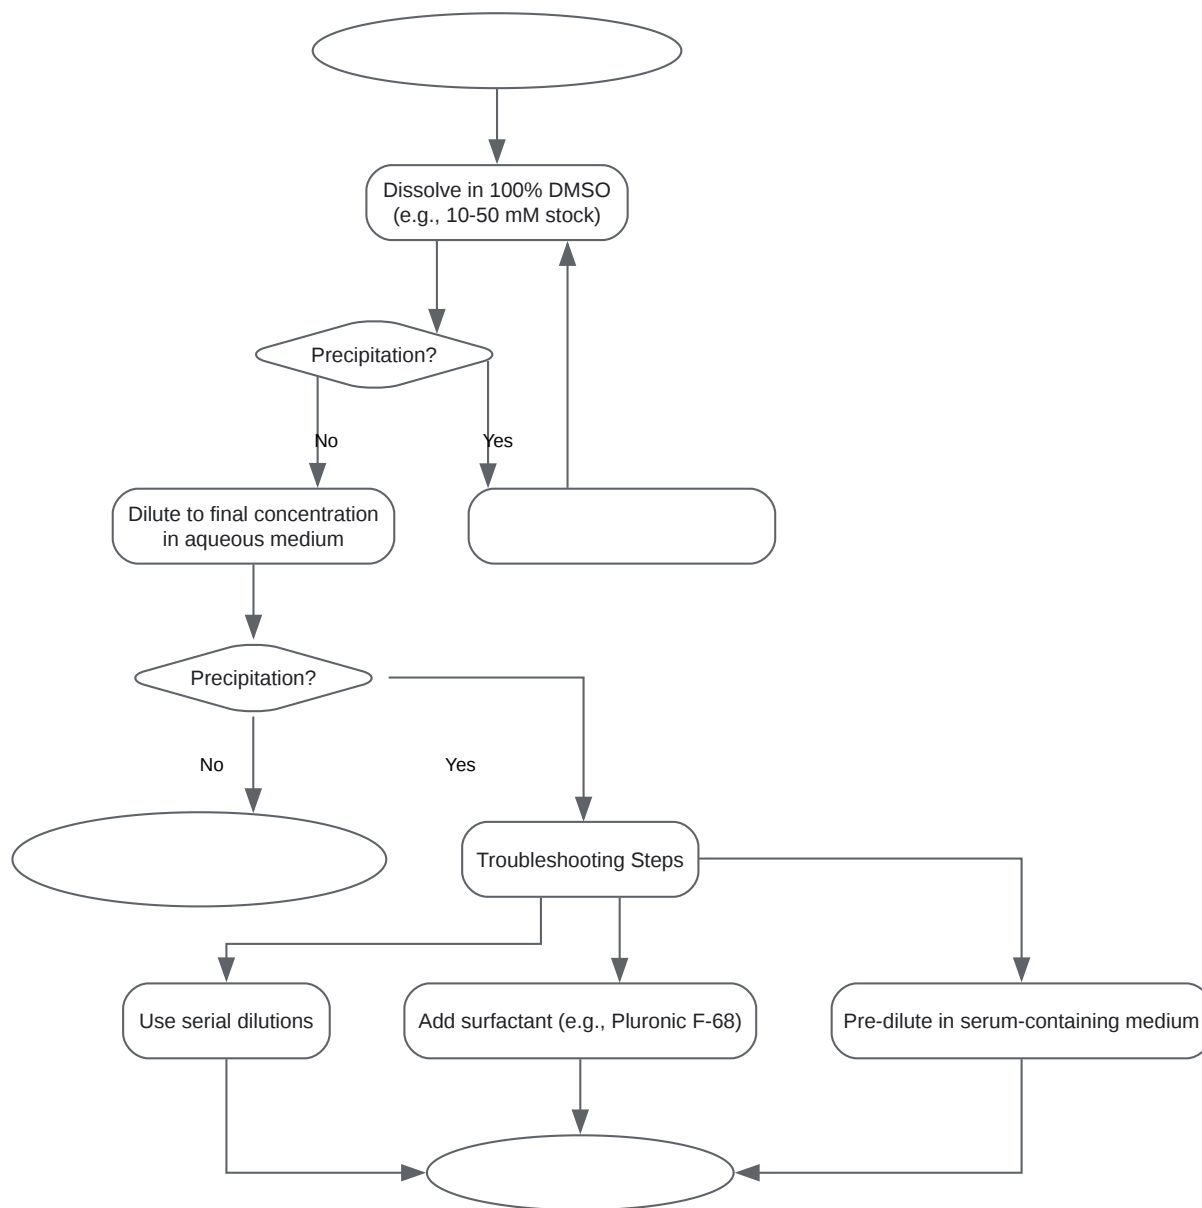 Dissolve in 100% DMSO
(e.g., 10-50 mM stock)
Precipitation?
No
Yes
Dilute to final concentration
in aqueous medium
Precipitation?
No
Yes
Troubleshooting Steps
Use serial dilutions
Add surfactant (e.g., Pluronic F-68)
Pre-dilute in serum-containing medium